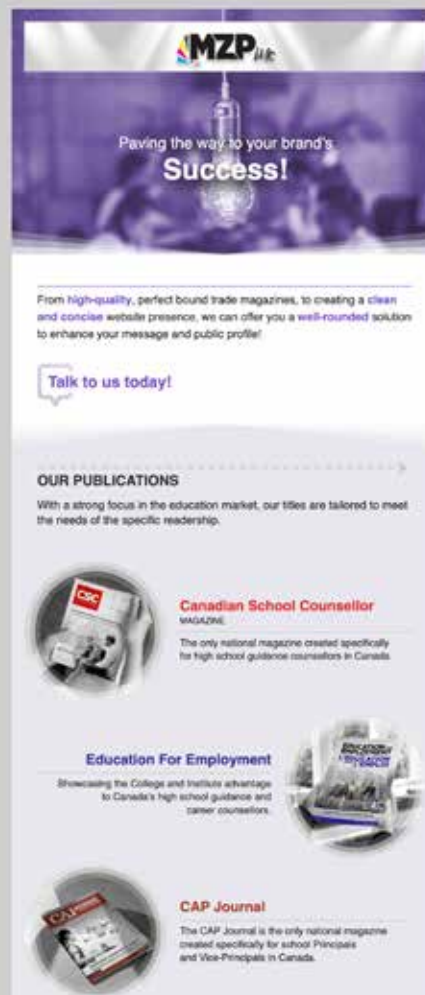 MZP
Paving the way to your brand's
Success!
From high-quality, perfect bound trade magazines, to creating a clean
and concise website presence, we can offer you a well-rounded solution
to enhance your message and public profile!
Talk to us today!
OUR PUBLICATIONS
With a strong focus in the education market, our titles are tailored to meet
the needs of the specific readership.
CSC
Canadian School Counsellor
MAGAZINE
The only national magazine created specifically
for high school guidance counsellors in Canada.
Education For Employment
Showcasing the College and Institute advantage
to Canada's high school guidance and
career counsellors.
EDUCATION
EMPLOYMENT
CAP
CAP Journal
The CAP Journal is the only national magazine
created specifically for school Principals
and Vice-Principals in Canada.